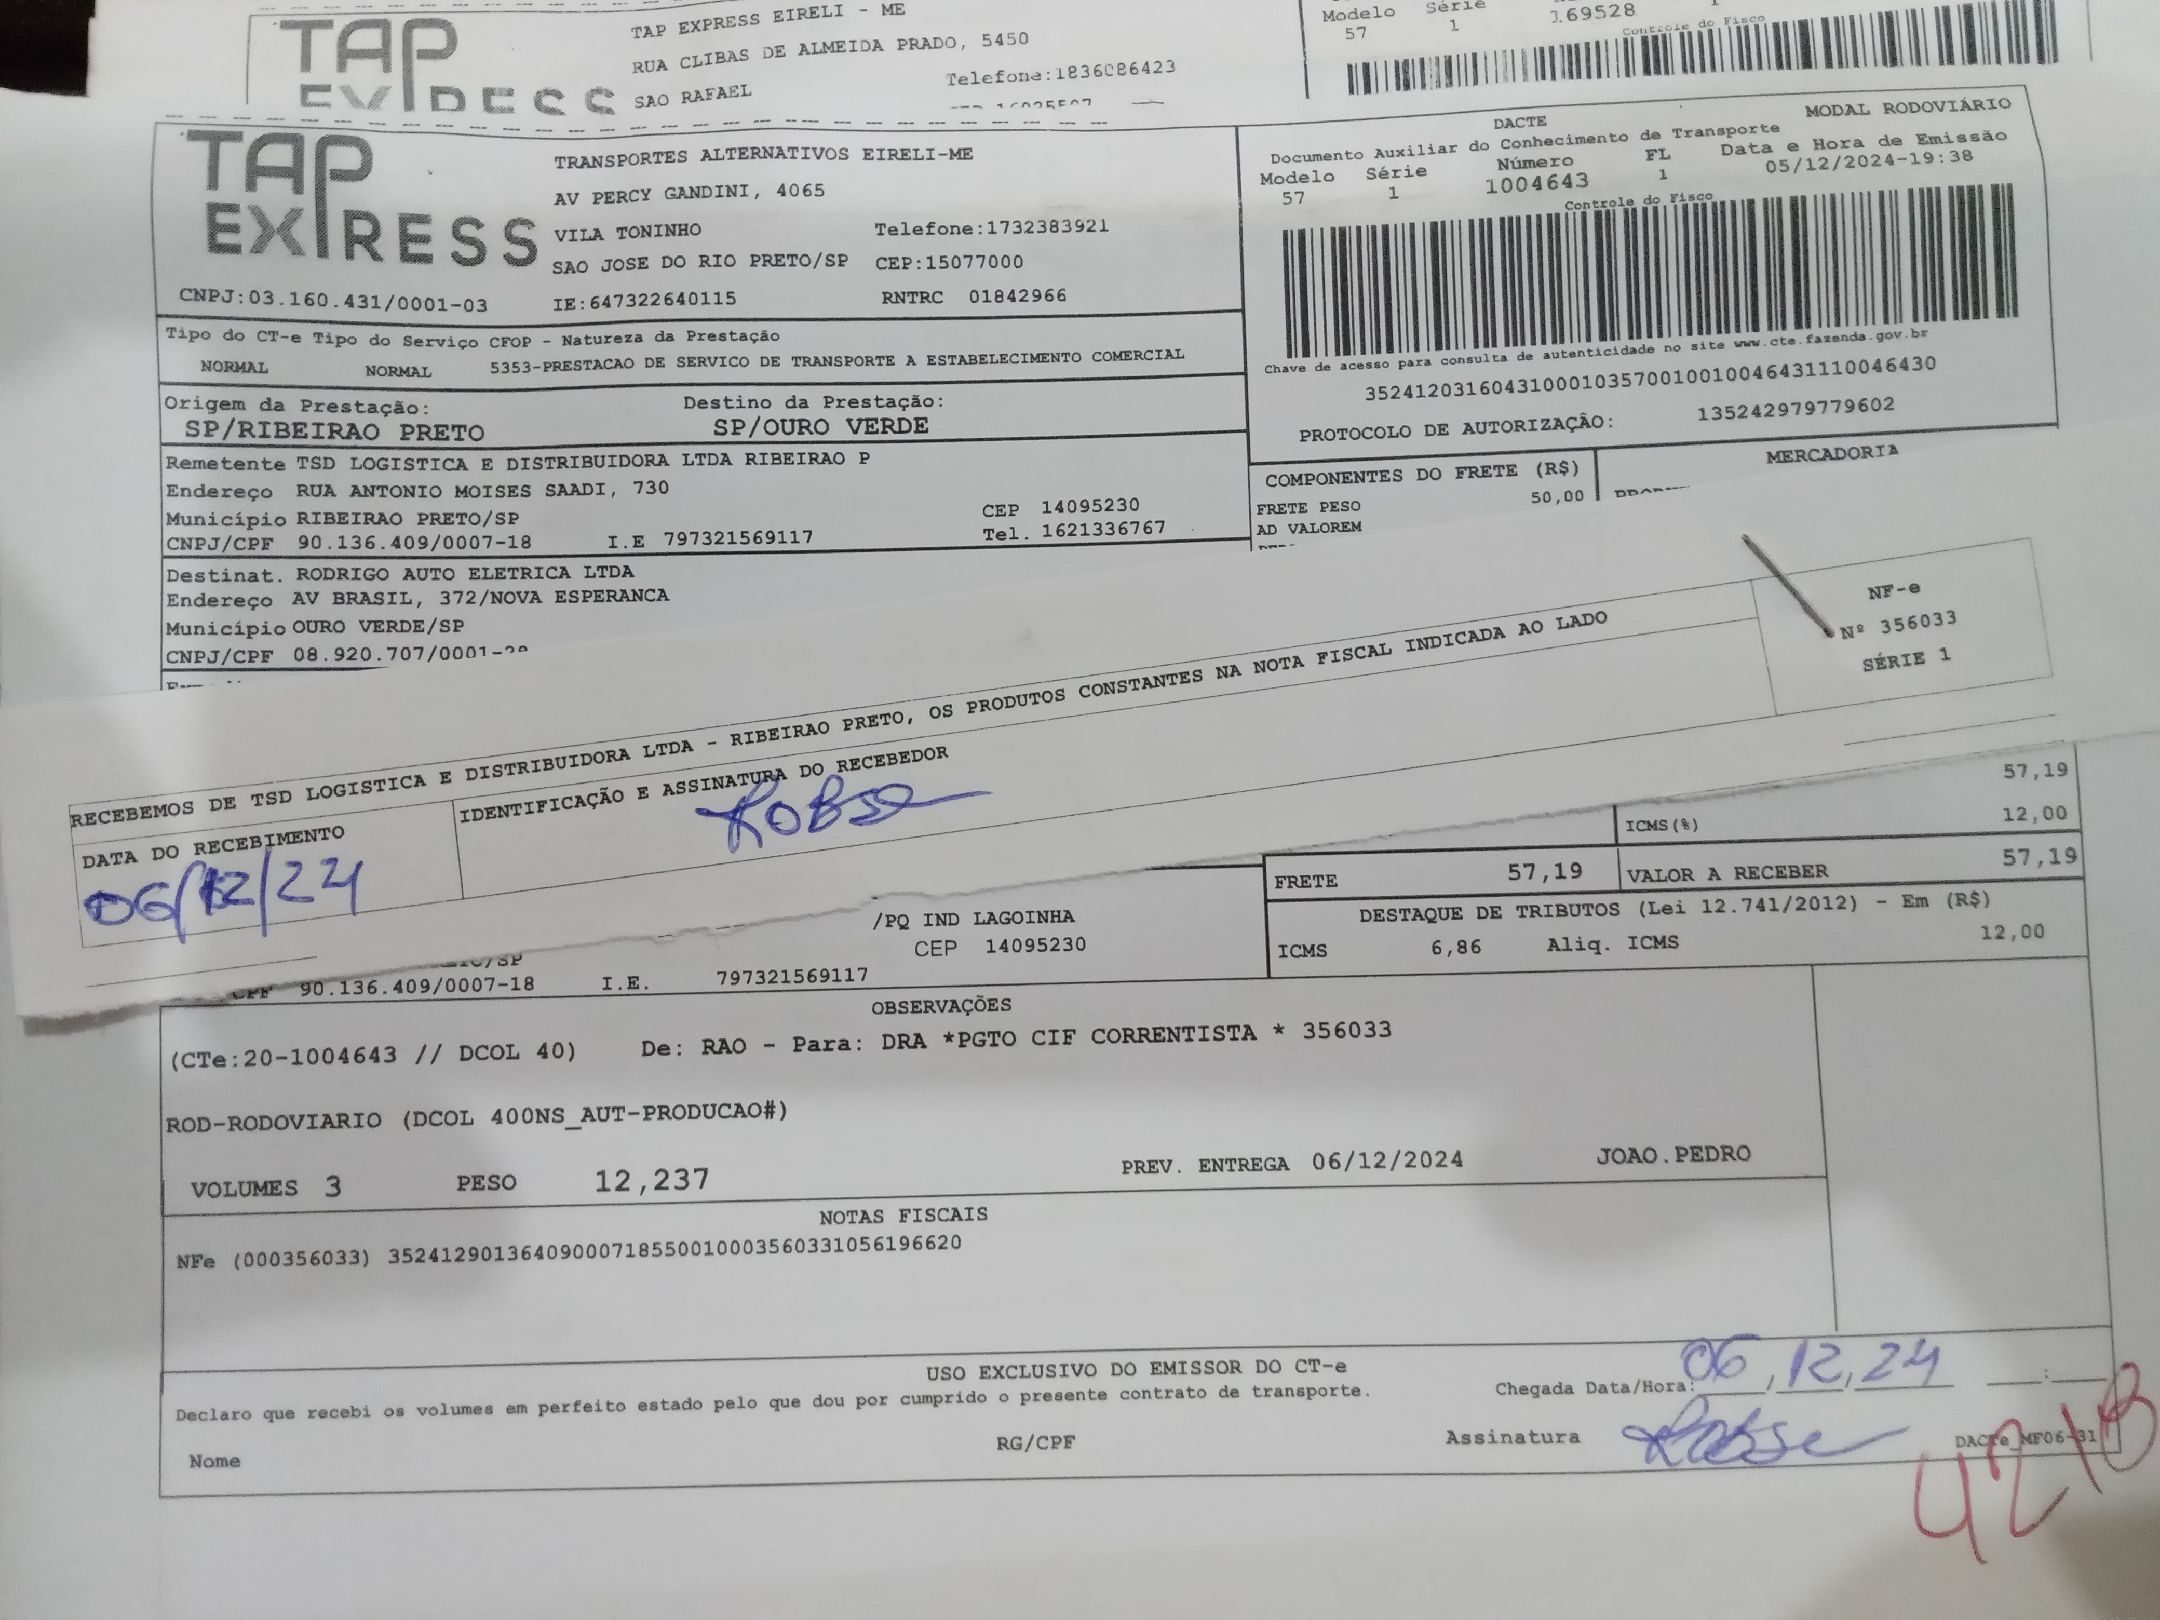 TAP
TAP EXPRESS EIRELI - ME
RUA CLIBAS DE ALMEIDA PRADO, 5450
SAO RAFAEL
Telefone:1836086423
Modelo Série
57 1 169528
Controle do Fisco
TAP EXPRESS
TRANSPORTES ALTERNATIVOS EIRELI-ME
AV PERCY GANDINI, 4065
VILA TONINHO Telefone:1732383921
SAO JOSE DO RIO PRETO/SP CEP:15077000
CNPJ:03.160.431/0001-03 IE:647322640115 RNTRC 01842966
DACTE MODAL RODOVIÁRIO
Documento Auxiliar do Conhecimento de Transporte
Modelo Série Número FL Data e Hora de Emissão
57 1 1004643 1 05/12/2024-19:38
Controle do Fisco
Chave de acesso para consulta de autenticidade no site www.cte.fazenda.gov.br
35241203160431000103570010010046431110046430
PROTOCOLO DE AUTORIZAÇÂO: 135242979779602
Tipo do CT-e Tipo do Serviço CFOP - Natureza da Prestação
NORMAL NORMAL 5353-PRESTACAO DE SERVICO DE TRANSPORTE A ESTABELECIMENTO COMERCIAL
Origem da Prestação: Destino da Prestação:
SP/RIBEIRAO PRETO SP/OURO VERDE
Remetente TSD LOGISTICA E DISTRIBUIDORA LTDA RIBEIRAO P
Endereço RUA ANTONIO MOISES SAADI, 730
Município RIBEIRAO PRETO/SP CEP 14095230
CNPJ/CPF 90.136.409/0007-18 I.E 797321569117 Tel. 1621336767
COMPONENTES DO FRETE (R$) MERCADORIA
FRETE PESO 50,00
AD VALOREM
Destinat. RODRIGO AUTO ELETRICA LTDA
Endereço AV BRASIL, 372/NOVA ESPERANCA
Município OURO VERDE/SP
CNPJ/CPF 08.920.707/0001-
RECEBEMOS DE TSD LOGISTICA E DISTRIBUIDORA LTDA - RIBEIRAO PRETO, OS PRODUTOS CONSTANTES NA NOTA FISCAL INDICADA AO LADO
NF-e
Nº 356033
SÉRIE 1
DATA DO RECEBIMENTO IDENTIFICAÇÃO E ASSINATURA DO RECEBEDOR
06/12/24
57,19
ICMS(%) 12,00
FRETE 57,19 VALOR A RECEBER 57,19
DESTAQUE DE TRIBUTOS (Lei 12.741/2012) - Em (R$)
ICMS 6,86 Aliq. ICMS 12,00
/PQ IND LAGOINHA
CEP 14095230
CPF 90.136.409/0007-18 I.E. 797321569117
OBSERVAÇÕES
(CTe:20-1004643 // DCOL 40) De: RAO - Para: DRA *PGTO CIF CORRENTISTA * 356033
ROD-RODOVIARIO (DCOL 400NS_AUT-PRODUCAO#)
VOLUMES 3 PESO 12,237 PREV. ENTREGA 06/12/2024 JOAO.PEDRO
NOTAS FISCAIS
NFe (000356033) 35241290136409000718550010003560331056196620
USO EXCLUSIVO DO EMISSOR DO CT-e
Declaro que recebi os volumes em perfeito estado pelo que dou por cumprido o presente contrato de transporte.
Chegada Data/Hora: 06,12,24
Nome RG/CPF Assinatura